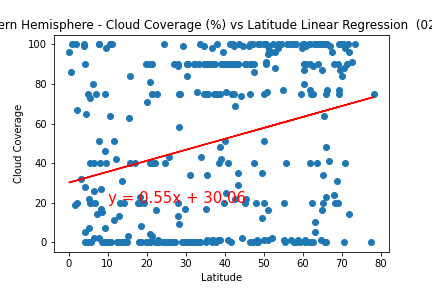 ern Hemisphere - Cloud Coverage (%) vs Latitude Linear Regression (02
100
80
60
40
20
0
Cloud Coverage
y = 0.55x + 30.06
0 10 20 30 40 50 60 70 80
Latitude